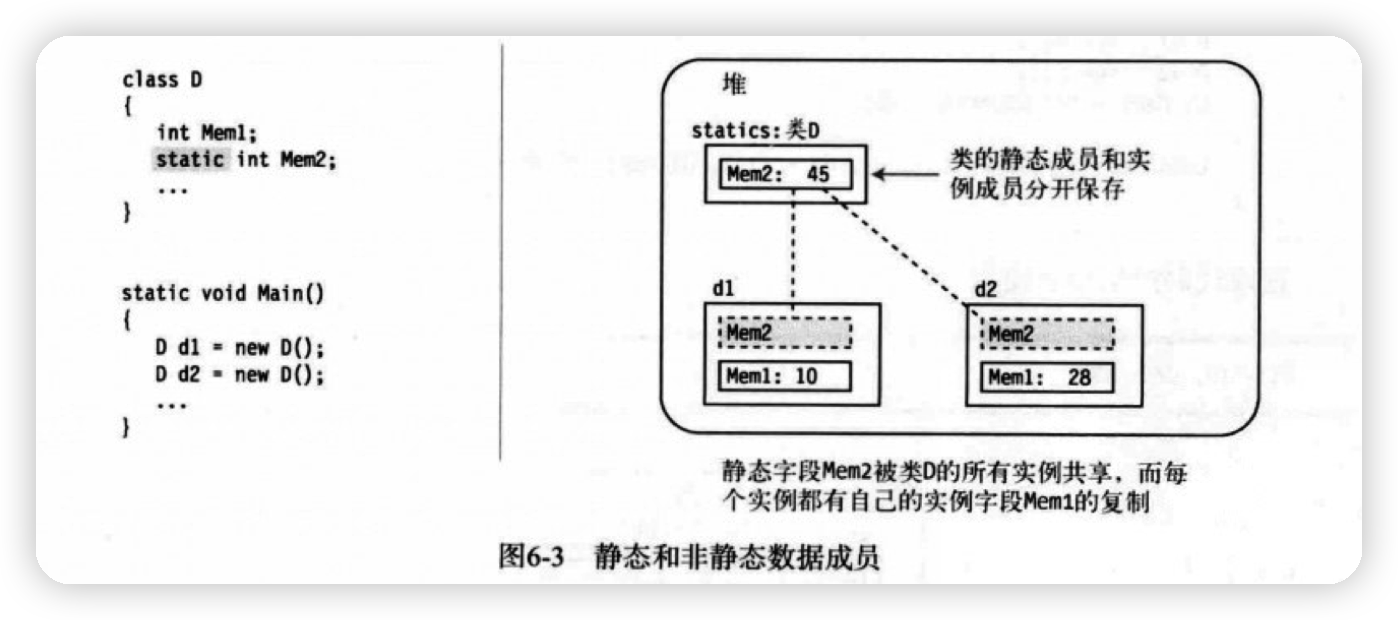 class D
{
int Mem1;
static int Mem2;
...
}
static void Main()
{
D d1 = new D();
D d2 = new D();
...
}
堆
statics:类D
Mem2: 45
类的静态成员和实
例成员分开保存
d1
Mem2
Mem1: 10
d2
Mem2
Mem1: 28
静态字段Mem2被类D的所有实例共享，而每
个实例都有自己的实例字段Mem1的复制
图6-3 静态和非静态数据成员